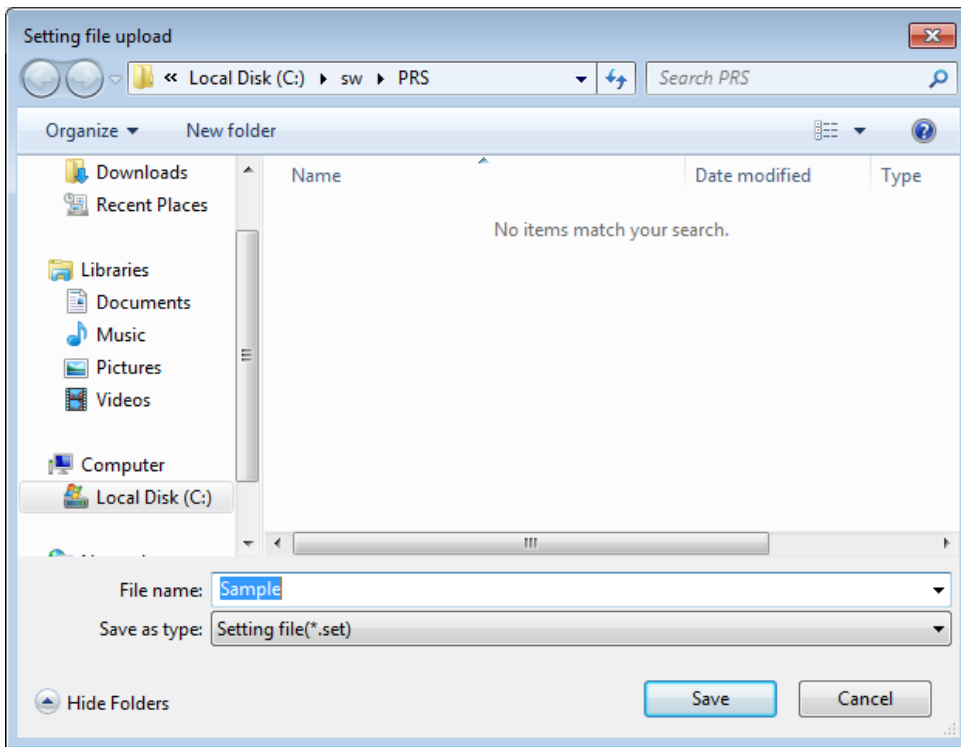 Setting file upload
« Local Disk (C:) ▸ sw ▸ PRS
Search PRS
Organize
New folder
Name
Date modified
Type
No items match your search.
Downloads
Recent Places
Libraries
Documents
Music
Pictures
Videos
Computer
Local Disk (C:)
File name: Sample
Save as type: Setting file(*.set)
Hide Folders
Save
Cancel